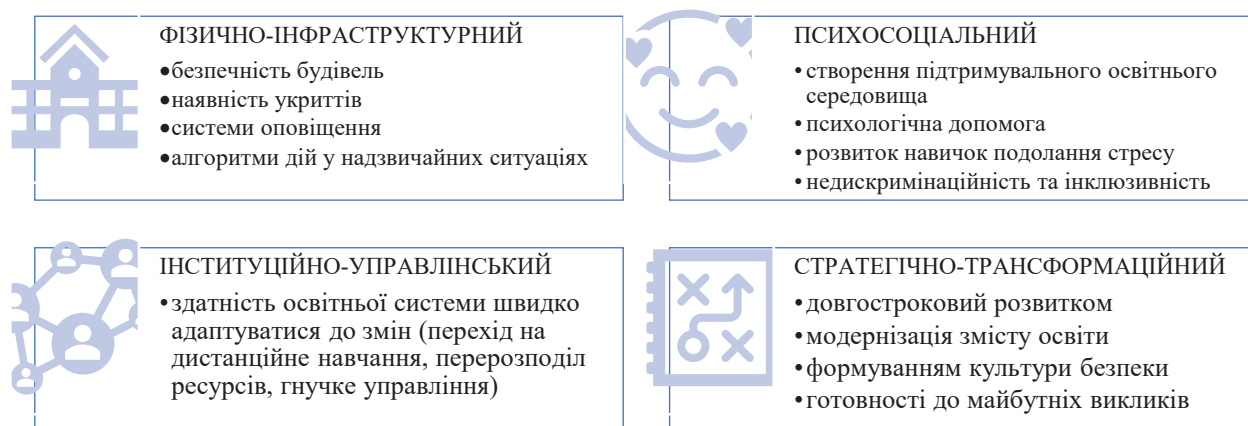 ФІЗИЧНО-ІНФРАСТРУКТУРНИЙ
•безпечність будівель
•наявність укриттів
•системи оповіщення
•алгоритми дій у надзвичайних ситуаціях
ПСИХОСОЦІАЛЬНИЙ
•створення підтримувального освітнього
середовища
•психологічна допомога
•розвиток навичок подолання стресу
•недискримінаційність та інклюзивність
ІНСТИТУЦІЙНО-УПРАВЛІНСЬКИЙ
•здатність освітньої системи швидко
адаптуватися до змін (перехід на
дистанційне навчання, перерозподіл
ресурсів, гнучке управління)
СТРАТЕГІЧНО-ТРАНСФОРМАЦІЙНИЙ
•довгостроковий розвитком
•модернізація змісту освіти
•формуванням культури безпеки
•готовності до майбутніх викликів